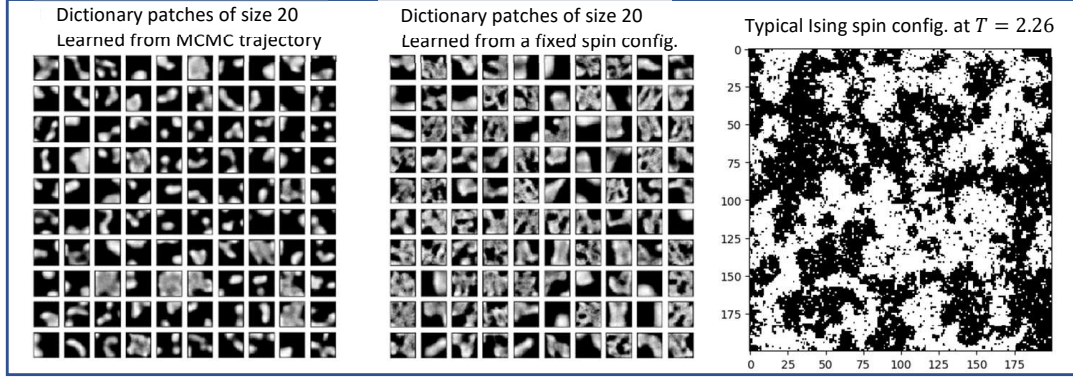 Dictionary patches of size 20
Learned from MCMC trajectory
Dictionary patches of size 20
Learned from a fixed spin config.
Typical Ising spin config. at T = 2.26
0
25
50
75
100
125
150
175
0 25 50 75 100 125 150 175